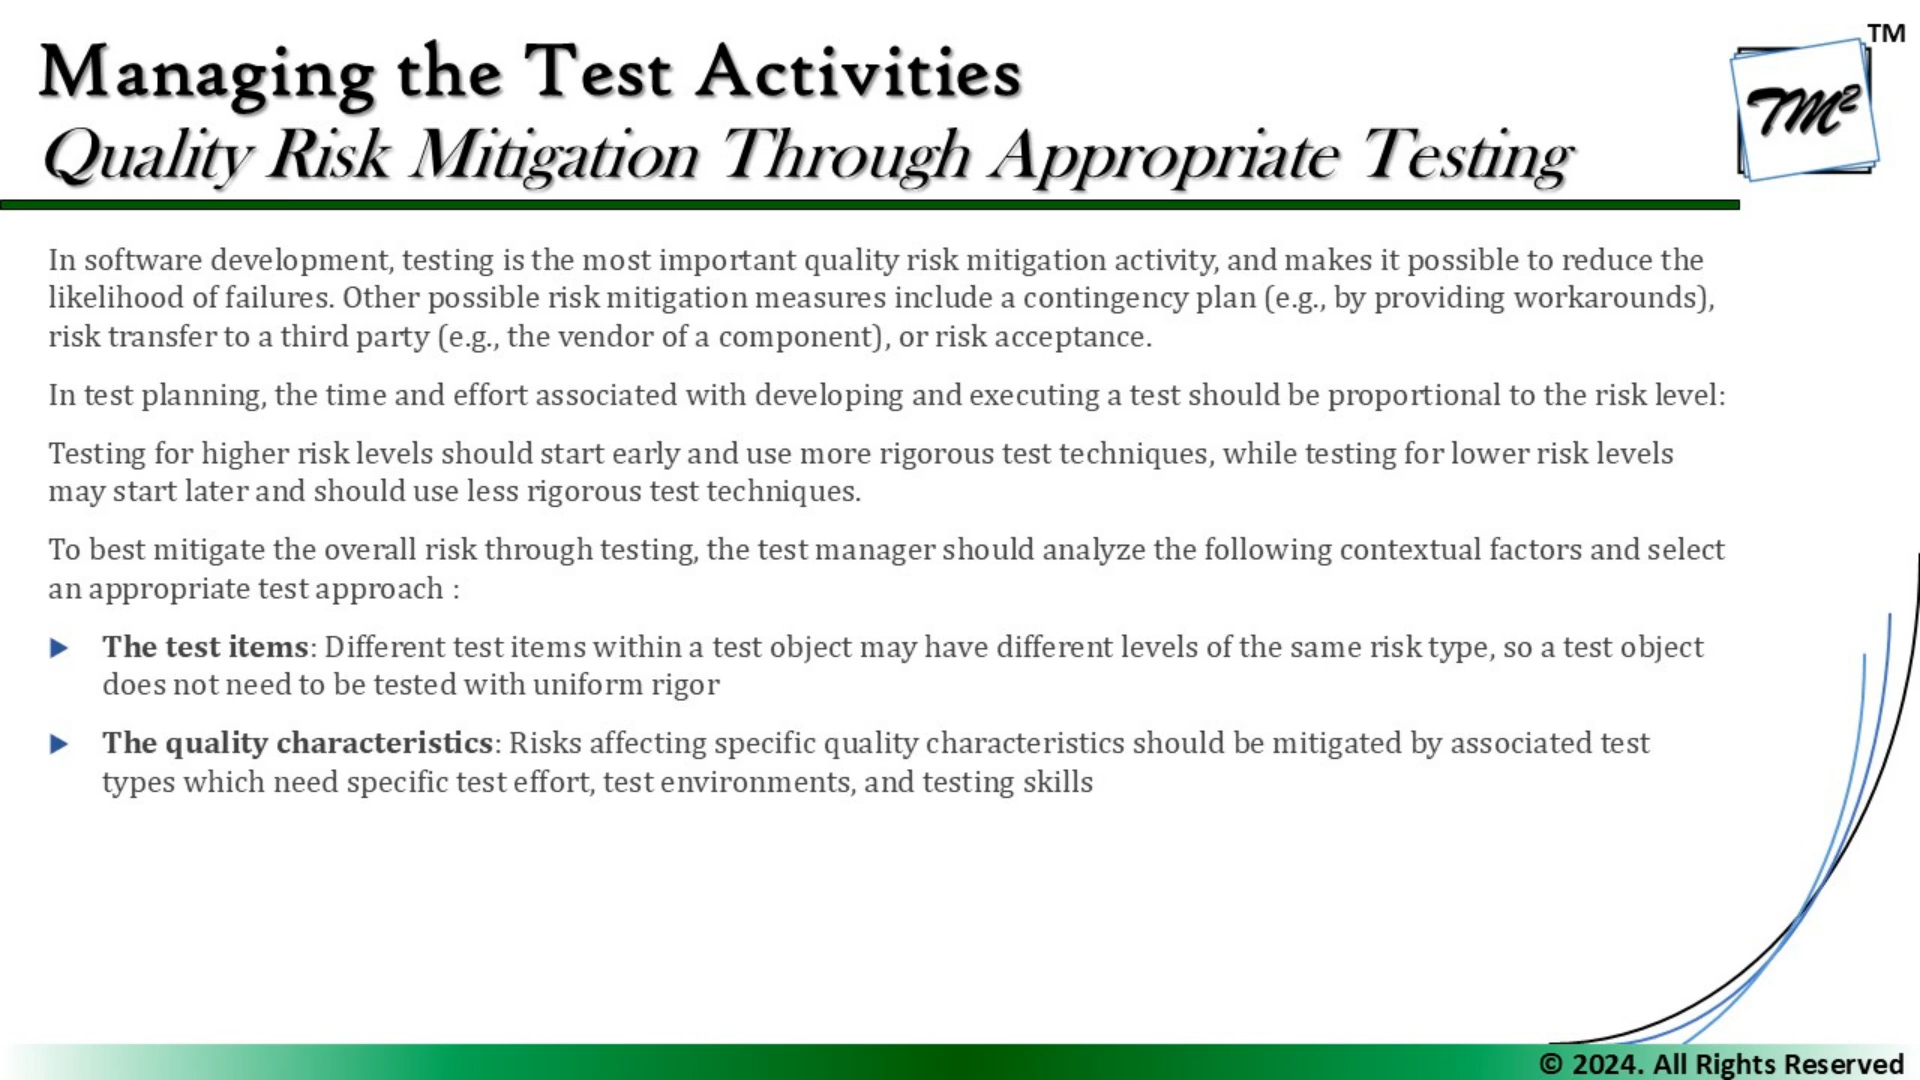 Managing the Test Activities
TM
TM2
Quality Risk Mitigation Through Appropriate Testing
In software development, testing is the most important quality risk mitigation activity, and makes it possible to reduce the
likelihood of failures. Other possible risk mitigation measures include a contingency plan (e.g., by providing workarounds),
risk transfer to a third party (e.g., the vendor of a component), or risk acceptance.
In test planning, the time and effort associated with developing and executing a test should be proportional to the risk level:
Testing for higher risk levels should start early and use more rigorous test techniques, while testing for lower risk levels
may start later and should use less rigorous test techniques.
To best mitigate the overall risk through testing, the test manager should analyze the following contextual factors and select
an appropriate test approach :
The test items: Different test items within a test object may have different levels of the same risk type, so a test object
does not need to be tested with uniform rigor
The quality characteristics: Risks affecting specific quality characteristics should be mitigated by associated test
types which need specific test effort, test environments, and testing skills
© 2024. All Rights Reserved